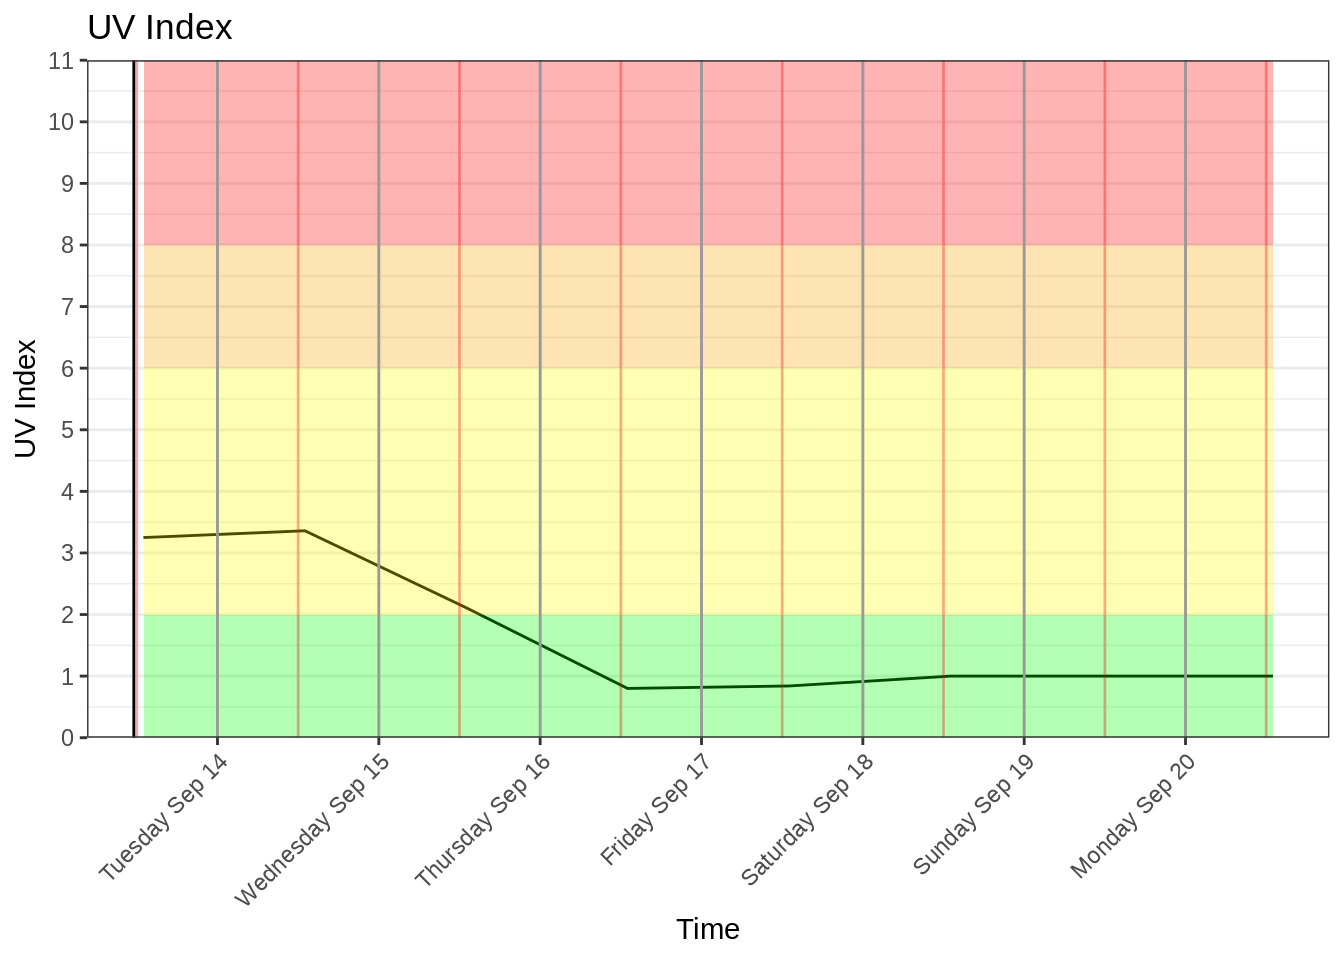 UV Index
11
10
9
8
7
6
5
4
3
2
1
0
UV Index
Tuesday Sep 14
Wednesday Sep 15
Thursday Sep 16
Friday Sep 17
Saturday Sep 18
Sunday Sep 19
Monday Sep 20
Time